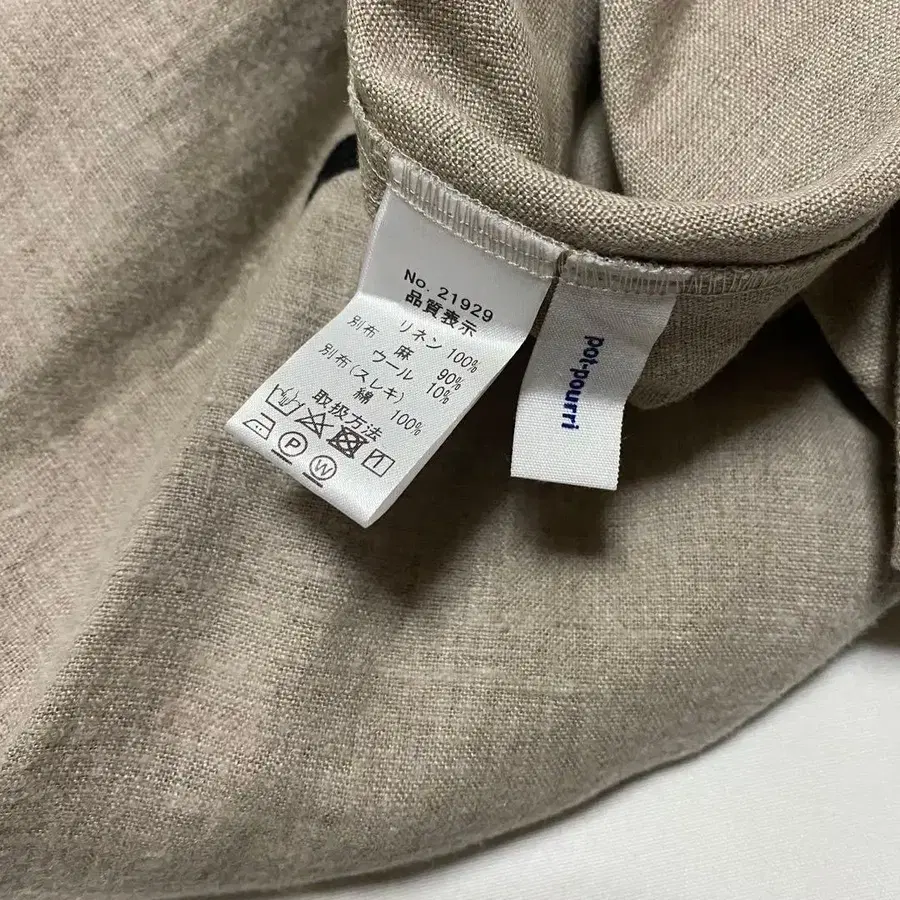 No. 21929
品質表示
リネン 100%
別布 麻 90%
ウール 10%
別布(スレキ)
綿 100%
取扱方法
P
W
pot-pourri